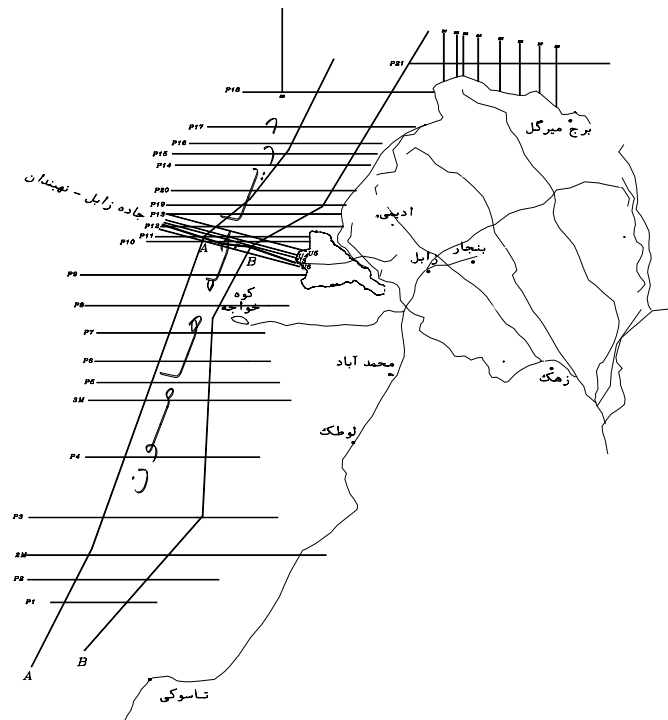 P21
P18
P17
برج میرگل
P16
P15
P14
جاده زابل - نهبندان
P20
P19
P13
ادیمی
P12
P11
P10
A
B
بنجار
زابل
U5
P9
کوه
خواجه
P8
P7
P6
محمد آباد
زهک
P5
3M
لوطک
P4
P3
2M
P2
P1
A
B
تاسوکی